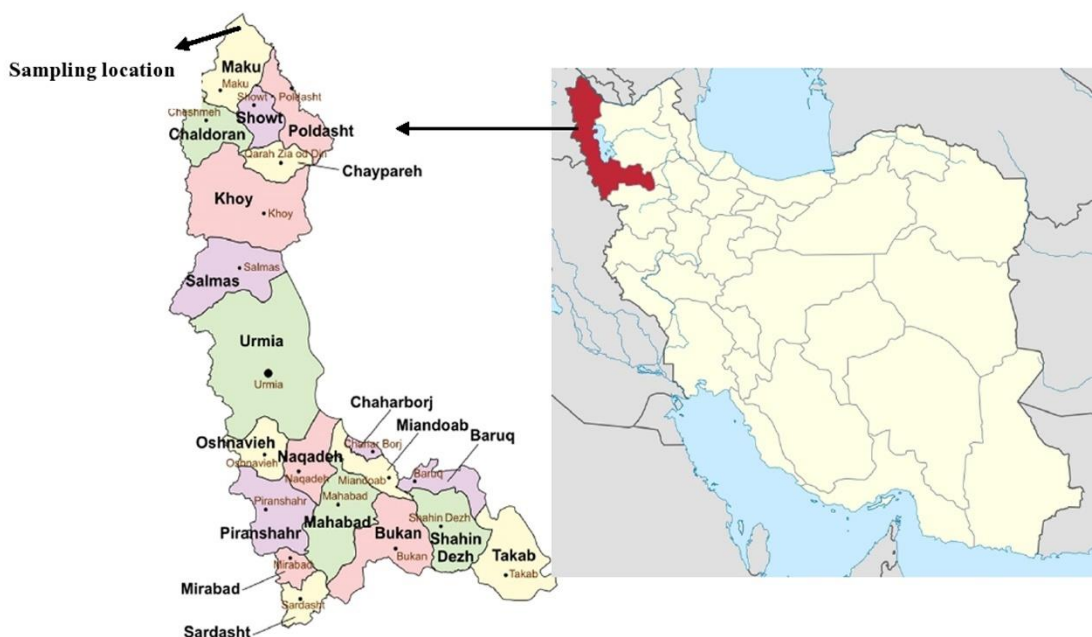 Sampling location
Maku
Maku
Showt
Poldasht
Cheshmeh
Showt
Chaldoran
Poldasht
Qarah Zia od Din
Chaypareh
Khoy
Khoy
Salmas
Salmas
Urmia
Urmia
Chaharborj
Miandoab
Baruq
Oshnavieh
Chahar Borj
Naqadeh
Oshnavieh
Baruq
Naqadeh
Miandoab
Piranshahr
Mahabad
Shahin Dezh
Piranshahr
Mahabad
Bukan
Shahin
Dezh
Takab
Bukan
Mirabad
Takab
Mirabad
Sardasht
Sardasht